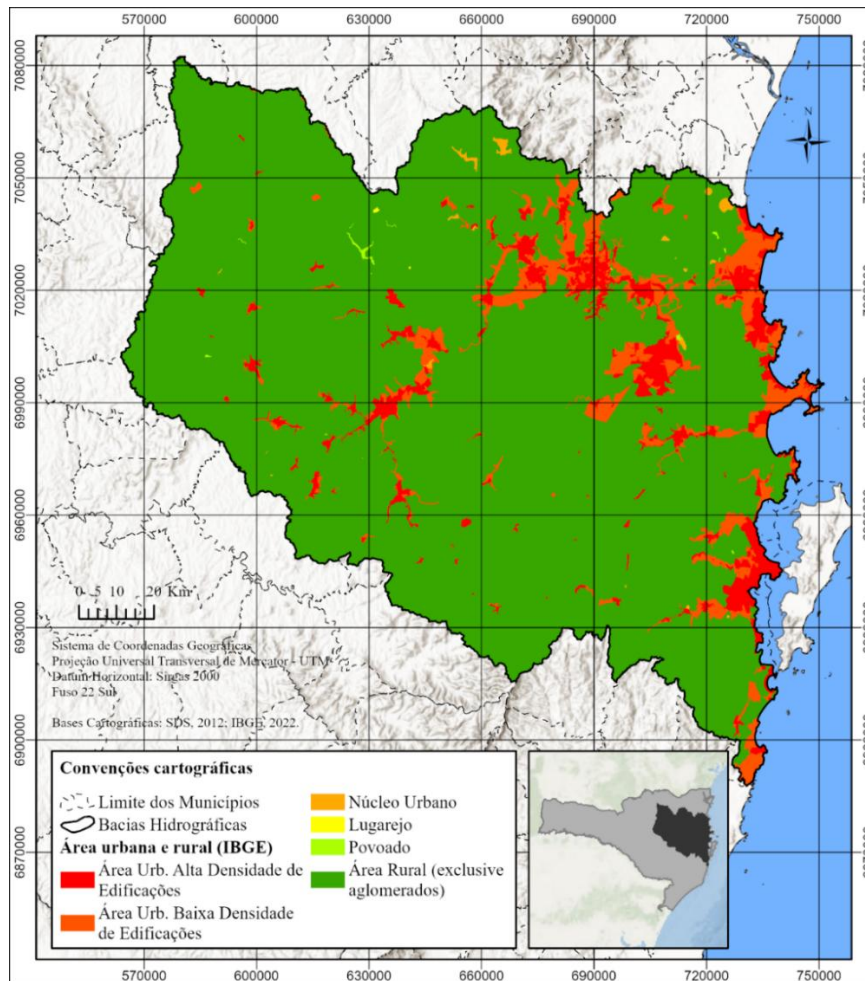 570000 600000 630000 660000 690000 720000 750000
7080000
7050000
7020000
6990000
6960000
6930000
6900000
6870000
Z
0 5 10 20 Km
Sistema de Coordenadas Geográficas
Projeção Universal Transversal de Mercator - UTM
Datum Horizontal: Sirgas 2000
Fuso 22 Sul
Bases Cartográficas: SDS, 2012; IBGE, 2022.
Convenções cartográficas
Limite dos Municípios
Bacias Hidrográficas
Área urbana e rural (IBGE)
Área Urb. Alta Densidade de
Edificações
Área Urb. Baixa Densidade
de Edificações
Núcleo Urbano
Lugarejo
Povoado
Área Rural (exclusive
aglomerados)
570000 600000 630000 660000 690000 720000 750000